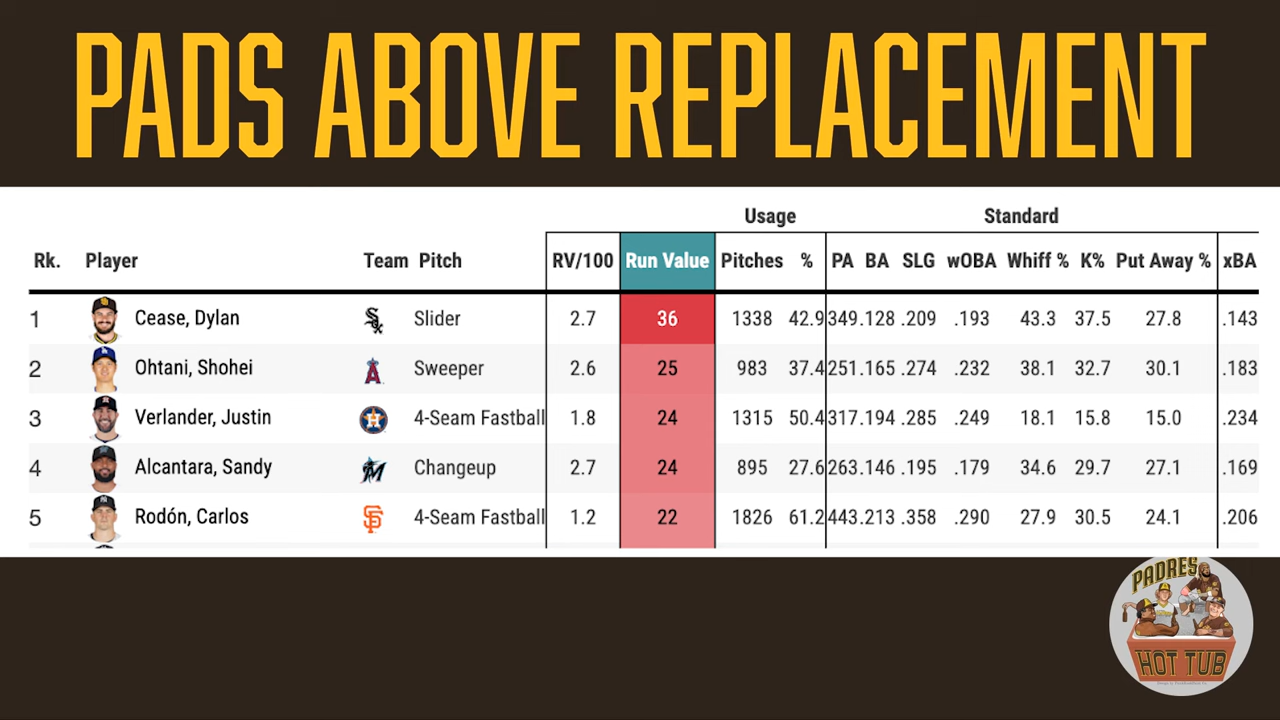 PADS ABOVE REPLACEMENT
Usage Standard
Rk. Player Team Pitch RV/100 Run Value Pitches % PA BA SLG wOBA Whiff % K% Put Away % xBA
1 Cease, Dylan Sox Slider 2.7 36 1338 42.9 349 .128 .209 .193 43.3 37.5 27.8 .143
2 Ohtani, Shohei A Sweeper 2.6 25 983 37.4 251 .165 .274 .232 38.1 32.7 30.1 .183
3 Verlander, Justin H 4-Seam Fastball 1.8 24 1315 50.4 317 .194 .285 .249 18.1 15.8 15.0 .234
4 Alcantara, Sandy M Changeup 2.7 24 895 27.6 263 .146 .195 .179 34.6 29.7 27.1 .169
5 Rodón, Carlos SF 4-Seam Fastball 1.2 22 1826 61.2 443 .213 .358 .290 27.9 30.5 24.1 .206
PADRES
HOT TUB